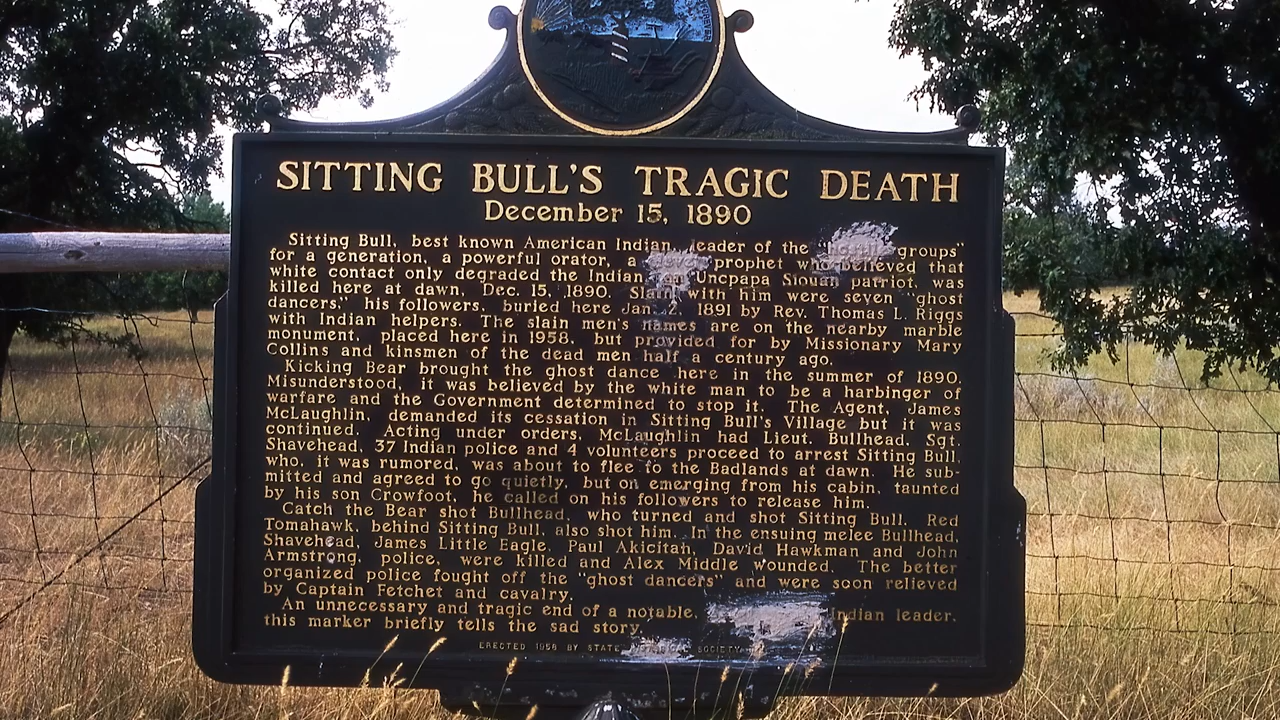 SITTING BULL'S TRAGIC DEATH
December 15, 1890
Sitting Bull, best known American Indian, leader of the " groups"
for a generation, a powerful orator, a prophet who believed that
white contact only degraded the Indian, an Uncpapa Siouan patriot, was
killed here at dawn, Dec. 15, 1890. Slain with him were seven "ghost
dancers," his followers, buried here Jan. 2, 1891 by Rev. Thomas L. Riggs
with Indian helpers. The slain men's names are on the nearby marble
monument, placed here in 1958, but provided for by Missionary Mary
Collins and kinsmen of the dead men half a century ago.
Kicking Bear brought the ghost dance here in the summer of 1890.
Misunderstood, it was believed by the white man to be a harbinger of
warfare and the Government determined to stop it. The Agent, James
McLaughlin, demanded its cessation in Sitting Bull's Village but it was
continued. Acting under orders, McLaughlin had Lieut. Bullhead, Sgt.
Shavehead, 37 Indian police and 4 volunteers proceed to arrest Sitting Bull,
who, it was rumored, was about to flee to the Badlands at dawn. He sub-
mitted and agreed to go quietly, but on emerging from his cabin, taunted
by his son Crowfoot, he called on his followers to release him.
Catch the Bear shot Bullhead, who turned and shot Sitting Bull. Red
Tomahawk, behind Sitting Bull, also shot him. In the ensuing melee Bullhead,
Shavehead, James Little Eagle, Paul Akicitah, David Hawkman and John
Armstrong, police, were killed and Alex Middle wounded. The better
organized police fought off the "ghost dancers" and were soon relieved
by Captain Fetchet and cavalry.
An unnecessary and tragic end of a notable, Indian leader,
this marker briefly tells the sad story.
ERECTED 1958 BY STATE SOCIETY